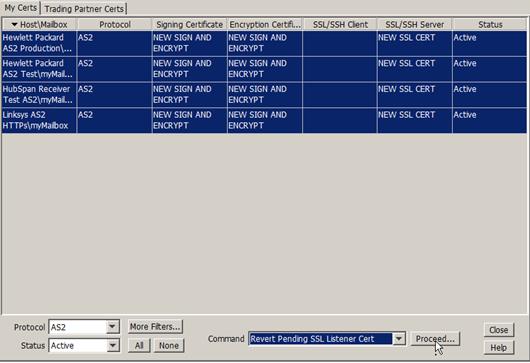 My Certs Trading Partner Certs
Host\Mailbox Protocol Signing Certificate Encryption Certifi... SSL/SSH Client SSL/SSH Server Status
Hewlett Packard AS2 NEW SIGN AND NEW SIGN AND NEW SSL CERT Active
AS2 Production\... ENCRYPT ENCRYPT
Hewlett Packard AS2 NEW SIGN AND NEW SIGN AND NEW SSL CERT Active
AS2 Test\myMail... ENCRYPT ENCRYPT
HubSpan Receiver AS2 NEW SIGN AND NEW SIGN AND NEW SSL CERT Active
Test AS2\myMail... ENCRYPT ENCRYPT
Linksys AS2 AS2 NEW SIGN AND NEW SIGN AND NEW SSL CERT Active
HTTPs\myMailbox ENCRYPT ENCRYPT
Protocol AS2 More Filters... Close
Status Active All None Command Revert Pending SSL Listener Cert Proceed...
Help